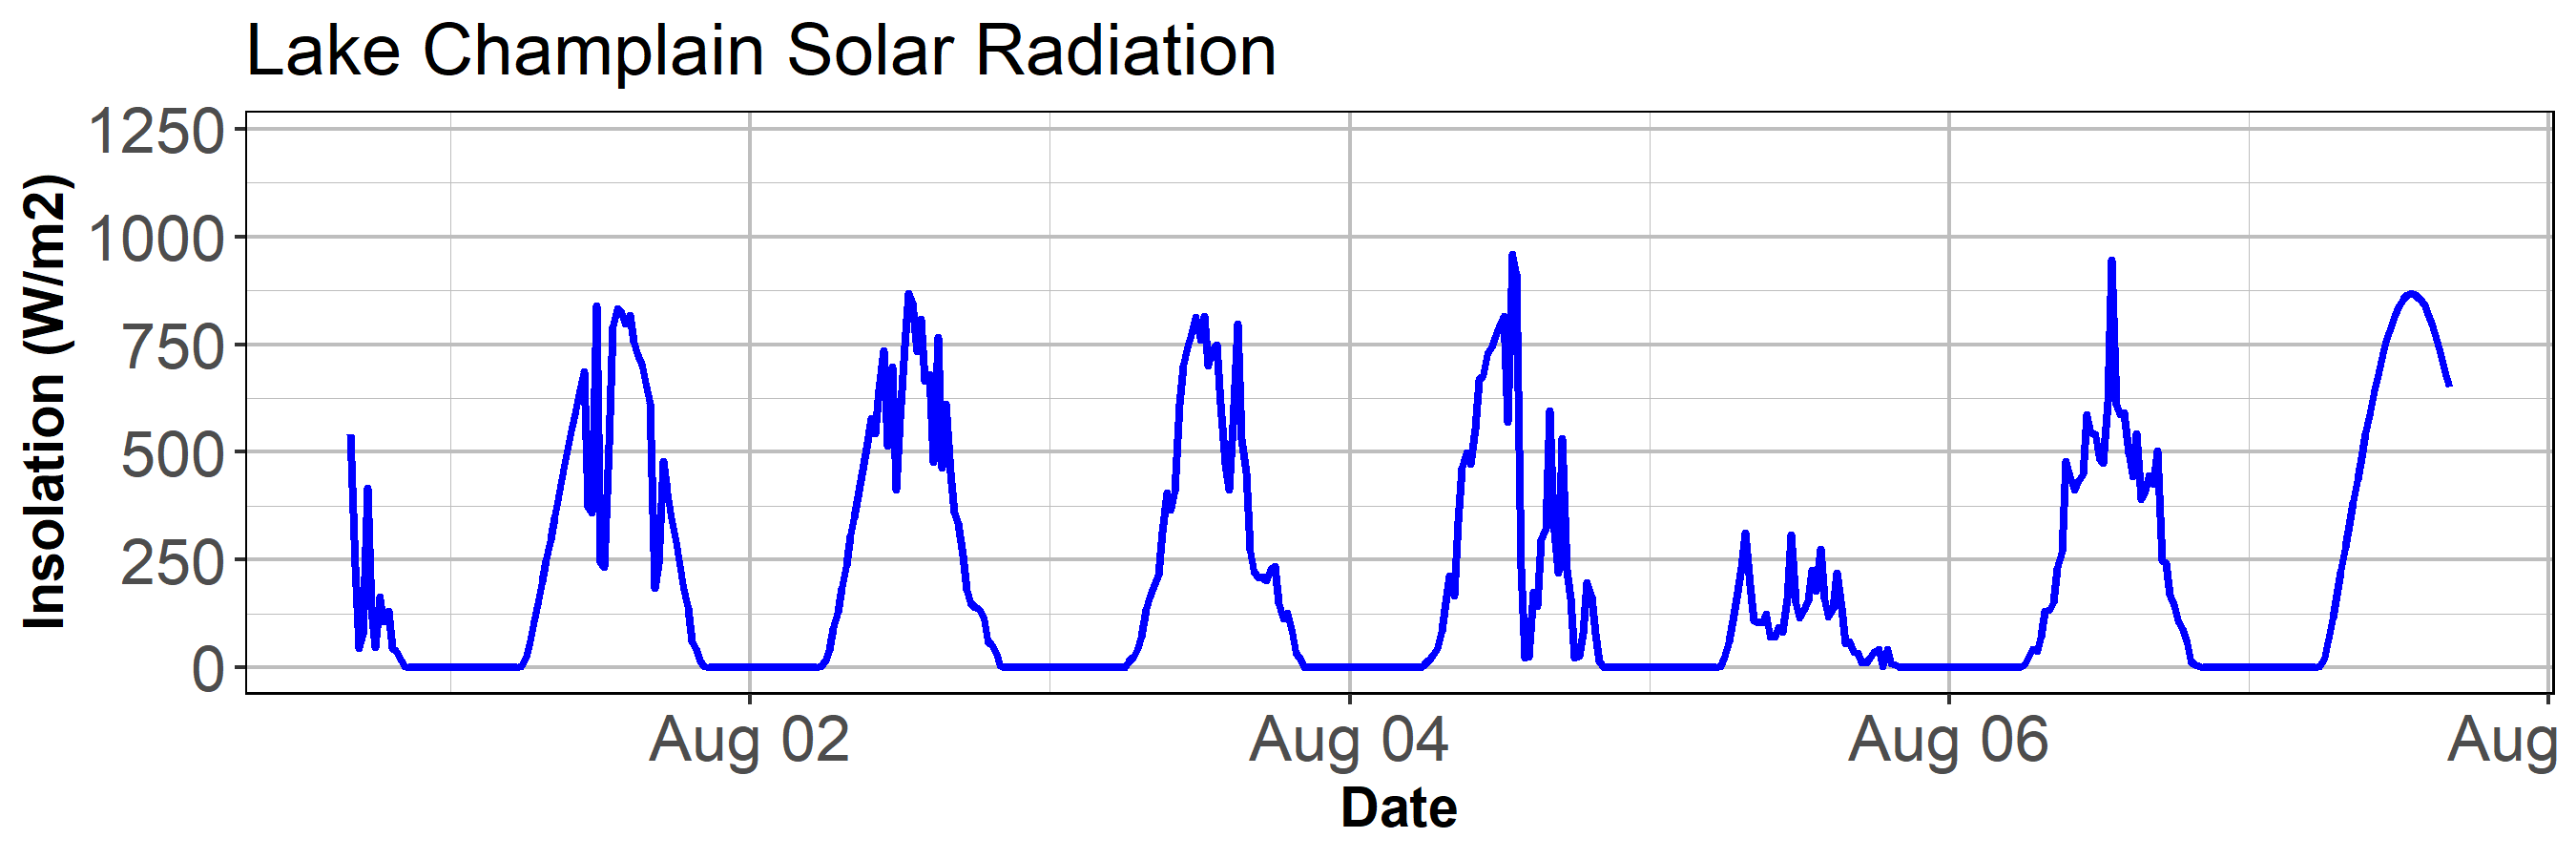 Lake Champlain Solar Radiation
1250
1000
750
500
250
0
Insolation (W/m2)
Aug 02
Aug 04
Aug 06
Aug
Date